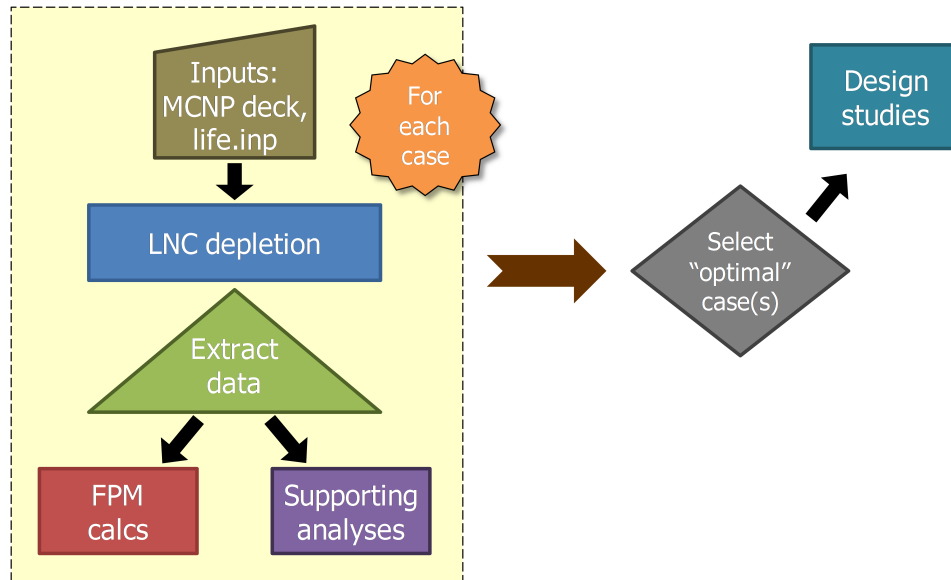 Inputs:
MCNP deck,
life.inp
For
each
case
LNC depletion
Extract
data
FPM
calcs
Supporting
analyses
Select
“optimal”
case(s)
Design
studies